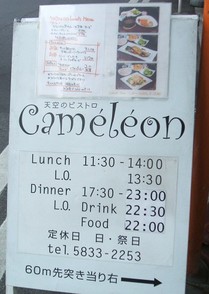 天空のビストロ
Caméléon
Lunch 11:30-14:00
L.O. 13:30
Dinner 17:30-23:00
L.O. Drink 22:30
Food 22:00
定休日 日・祭日
tel. 5833-2253
60m先突き当り右→